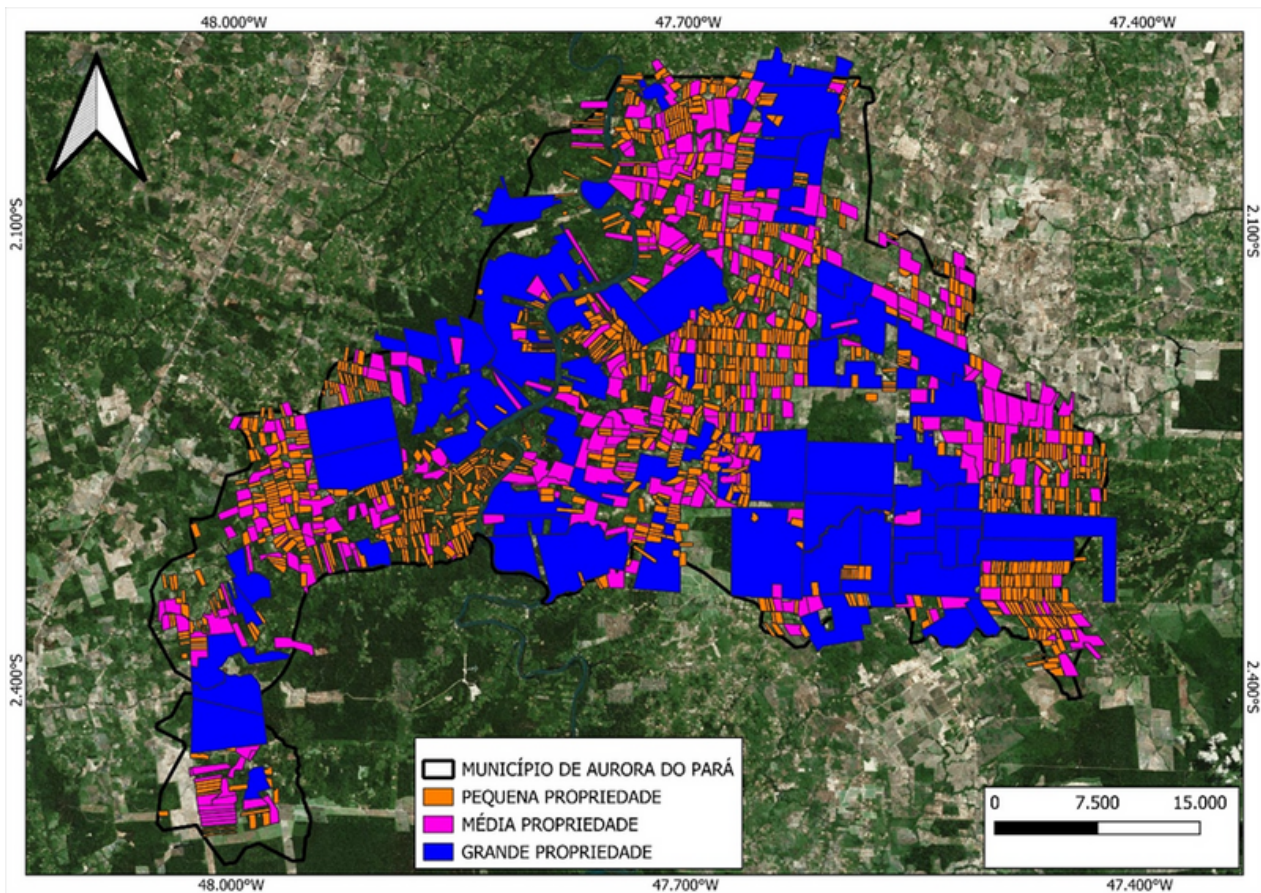 48.000°W 47.700°W 47.400°W
2.100°S 2.100°S
2.400°S 2.400°S
MUNICÍPIO DE AURORA DO PARÁ
PEQUENA PROPRIEDADE
MÉDIA PROPRIEDADE
GRANDE PROPRIEDADE
0 7.500 15.000
48.000°W 47.700°W 47.400°W